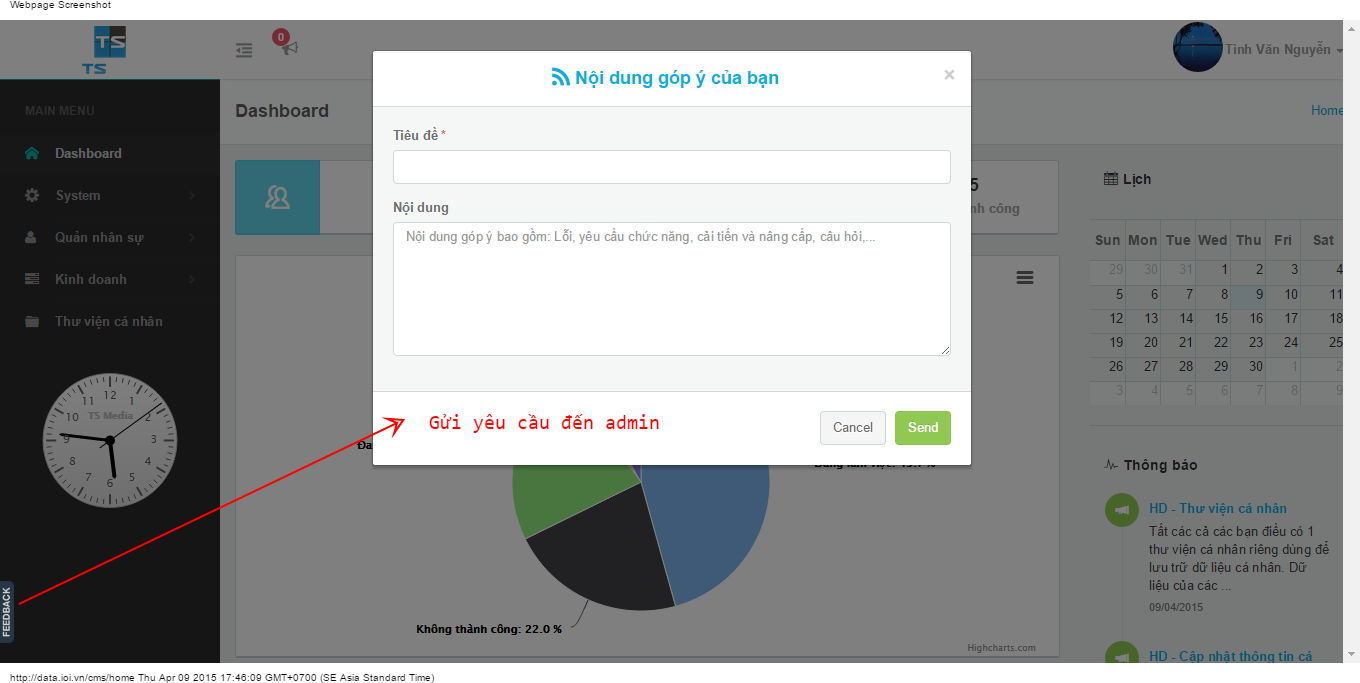 Webpage Screenshot
TS
TS
0
Tình Văn Nguyễn
MAIN MENU
Dashboard
System
Quản nhân sự
Kinh doanh
Thư viện cá nhân
12
1
2
3
4
5
6
7
8
9
10
11
TS Media
FEEDBACK
Dashboard
Home
Nội dung góp ý của bạn
×
Tiêu đề *
Nội dung
Nội dung góp ý bao gồm: Lỗi, yêu cầu chức năng, cải tiến và nâng cấp, câu hỏi,...
Gửi yêu cầu đến admin
Cancel
Send
5
nh công
Không thành công: 22.0 %
Highcharts.com
Lịch
Sun Mon Tue Wed Thu Fri Sat
29 30 31 1 2 3 4
5 6 7 8 9 10 11
12 13 14 15 16 17 18
19 20 21 22 23 24 25
26 27 28 29 30 1 2
3 4 5 6 7 8 9
Thông báo
HD - Thư viện cá nhân
Tất các cả các bạn điều có 1
thư viện cá nhân riêng dùng để
lưu trữ dữ liệu cá nhân. Dữ
liệu của các ...
09/04/2015
HD - Cập nhật thông tin cá
http://data.ioi.vn/cms/home Thu Apr 09 2015 17:46:09 GMT+0700 (SE Asia Standard Time)